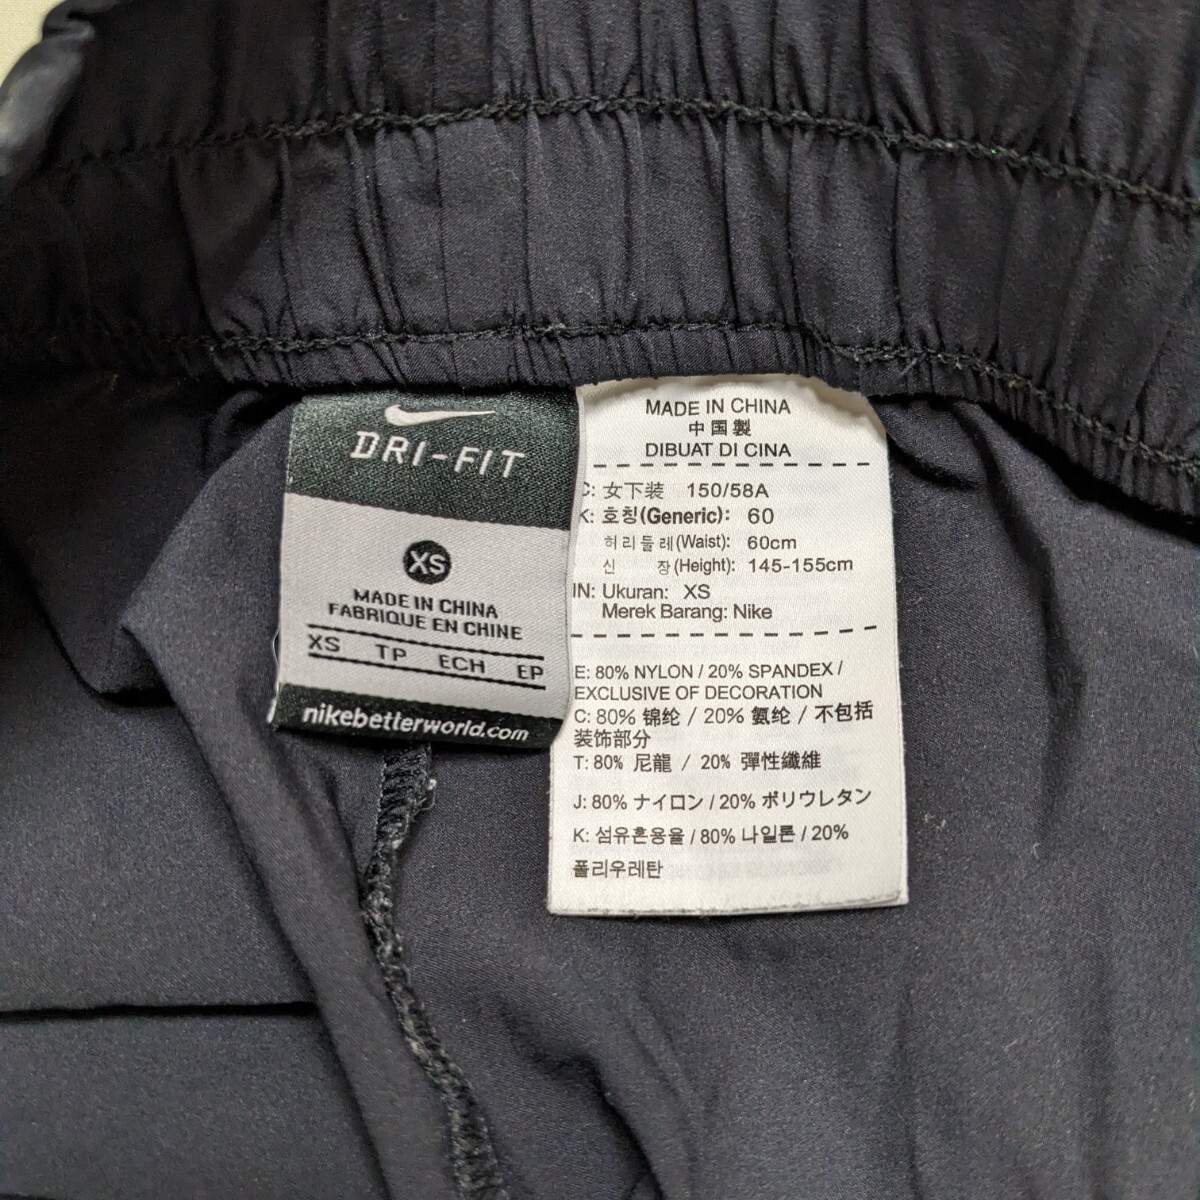 DRI-FIT
XS
MADE IN CHINA
FABRIQUE EN CHINE
XS TP ECH EP
nikebetterworld.com
MADE IN CHINA
中国製
DIBUAT DI CINA
C: 女下装 150/58A
K: 호칭(Generic): 60
허리둘레(Waist): 60cm
신 장(Height): 145-155cm
IN: Ukuran: XS
Merek Barang: Nike
E: 80% NYLON / 20% SPANDEX /
EXCLUSIVE OF DECORATION
C: 80% 锦纶 / 20% 氨纶 / 不包括
装饰部分
T: 80% 尼龍 / 20% 彈性纖維
J: 80% ナイロン / 20% ポリウレタン
K: 섬유혼용율 / 80% 나일론 / 20%
폴리우레탄